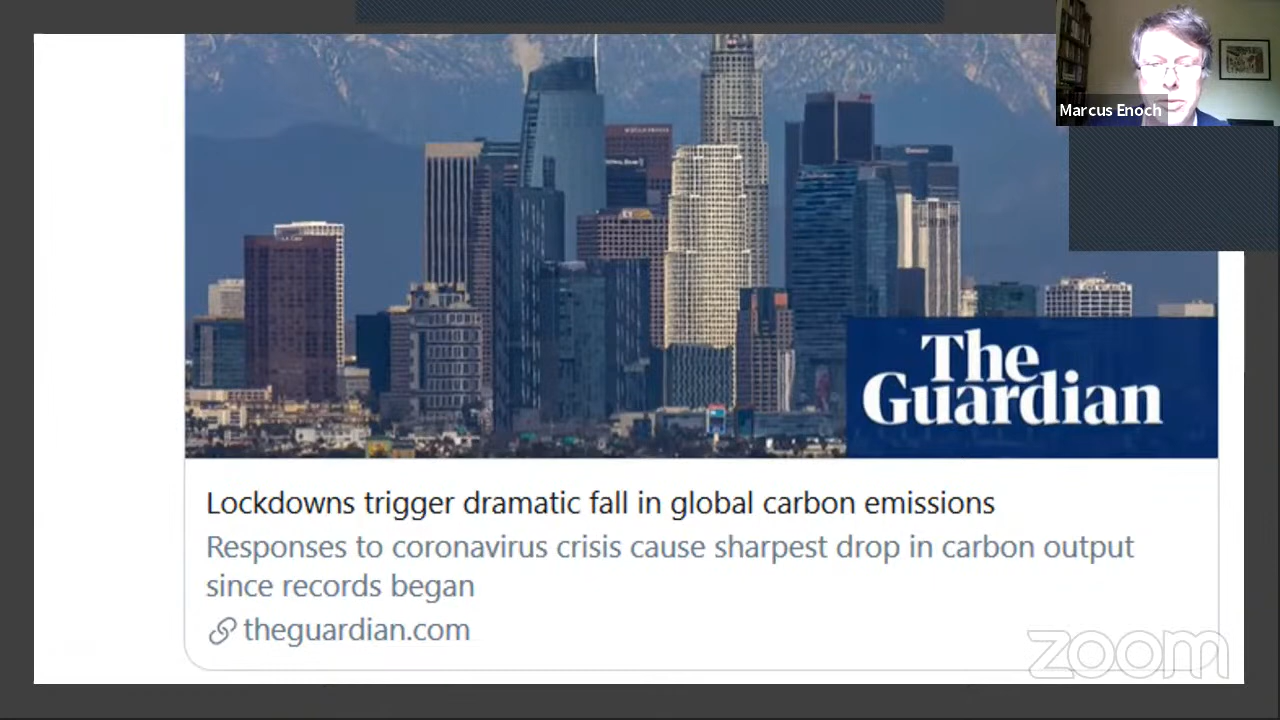 Marcus Enoch
The
Guardian
Lockdowns trigger dramatic fall in global carbon emissions
Responses to coronavirus crisis cause sharpest drop in carbon output
since records began
theguardian.com
zoom